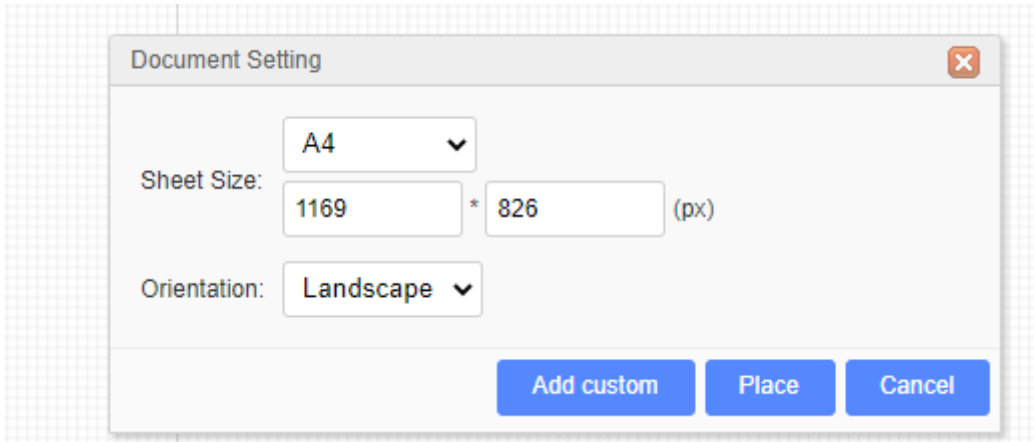 Document Setting
A4
Sheet Size:
1169 * 826 (px)
Orientation: Landscape
Add custom Place Cancel